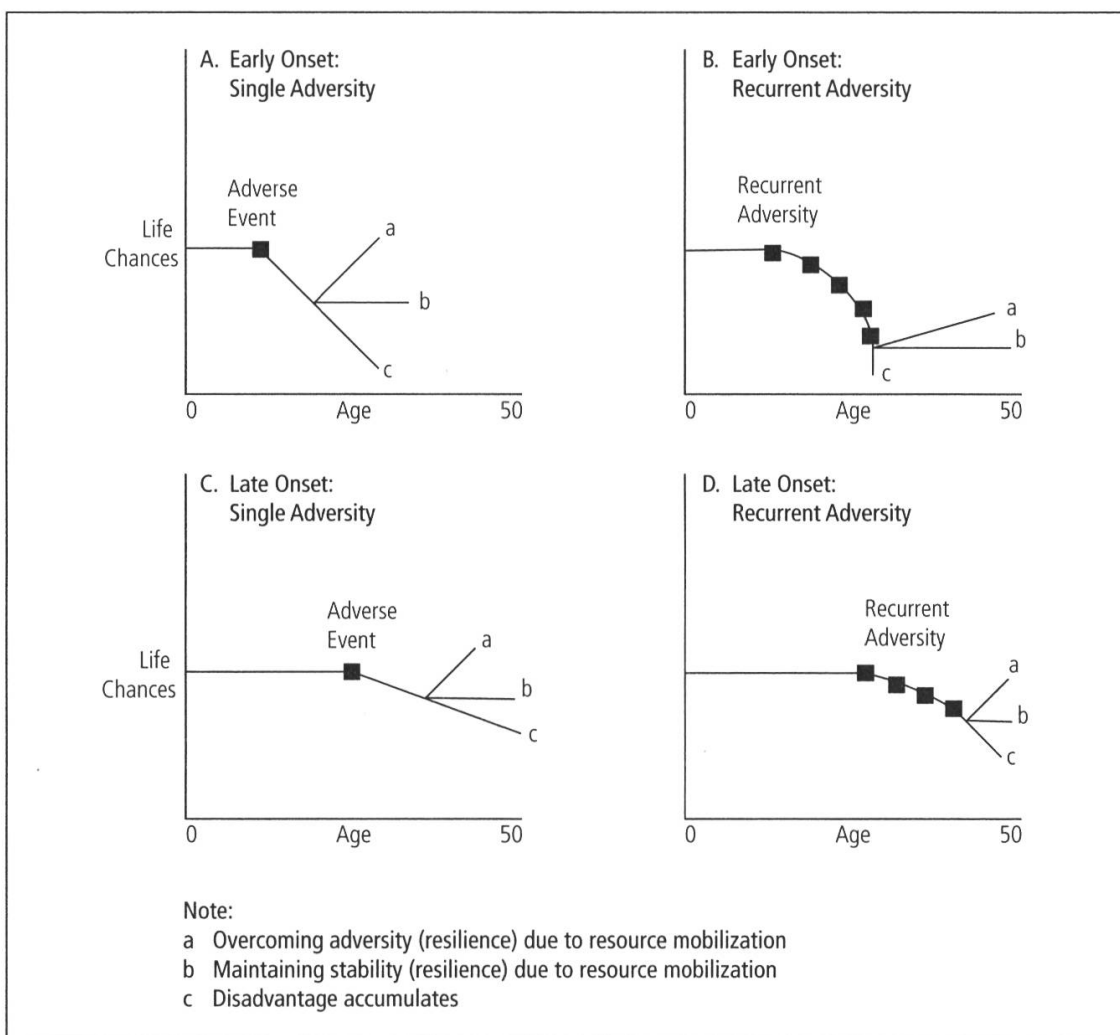 A. Early Onset:
Single Adversity
Adverse
Event
Life
Chances
a
b
c
0 Age 50
B. Early Onset:
Recurrent Adversity
Recurrent
Adversity
a
b
c
0 Age 50
C. Late Onset:
Single Adversity
Adverse
Event
Life
Chances
a
b
c
0 Age 50
D. Late Onset:
Recurrent Adversity
Recurrent
Adversity
a
b
c
0 Age 50
Note:
a Overcoming adversity (resilience) due to resource mobilization
b Maintaining stability (resilience) due to resource mobilization
c Disadvantage accumulates